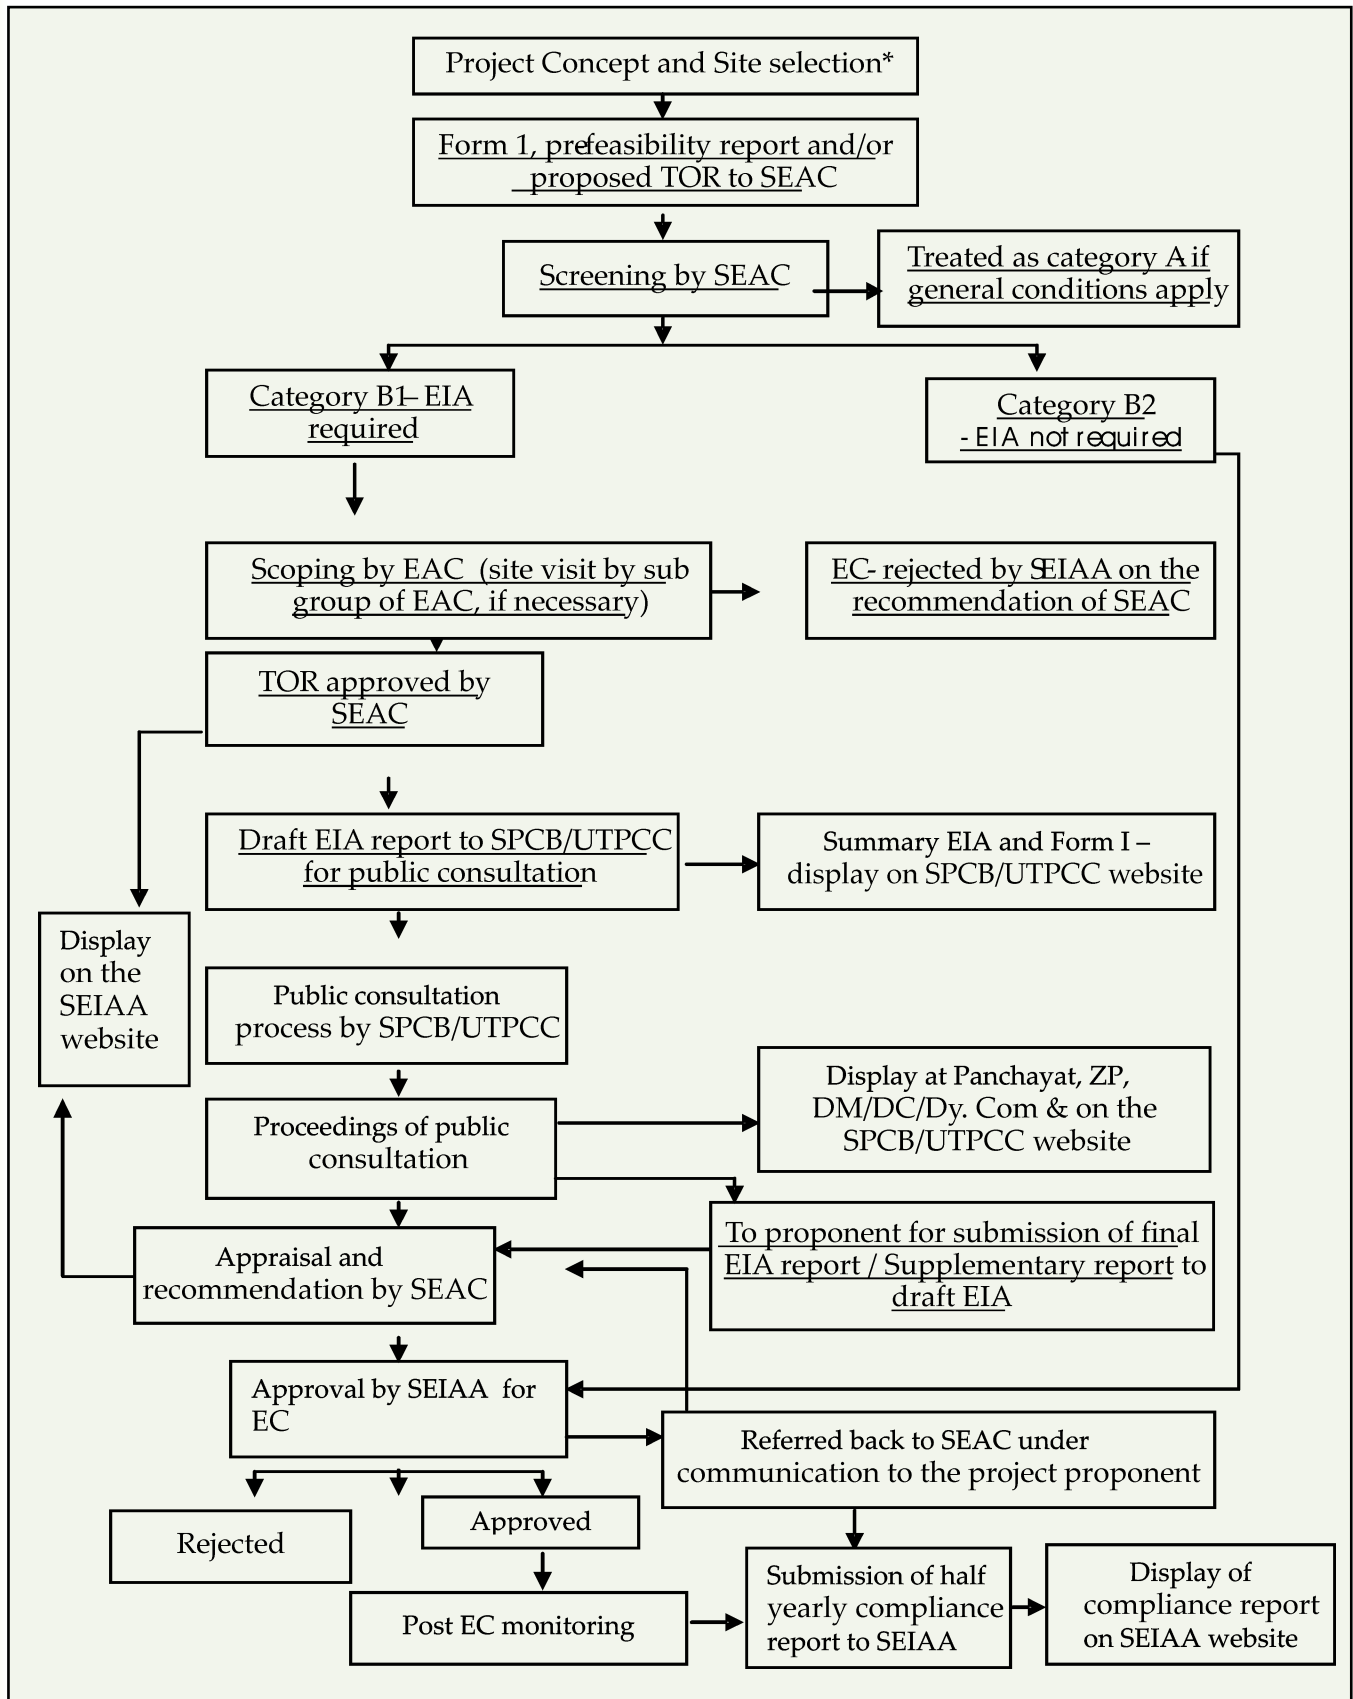 Project Concept and Site selection*
Form 1, prefeasibility report and/or
proposed TOR to SEAC
Screening by SEAC
Treated as category A if
general conditions apply
Category B1– EIA
required
Category B2
- EIA not required
Scoping by EAC (site visit by sub
group of EAC, if necessary)
EC- rejected by SEIAA on the
recommendation of SEAC
TOR approved by
SEAC
Draft EIA report to SPCB/UTPCC
for public consultation
Summary EIA and Form I –
display on SPCB/UTPCC website
Display
on the
SEIAA
website
Public consultation
process by SPCB/UTPCC
Display at Panchayat, ZP,
DM/DC/Dy. Com & on the
SPCB/UTPCC website
Proceedings of public
consultation
To proponent for submission of final
EIA report / Supplementary report to
draft EIA
Appraisal and
recommendation by SEAC
Approval by SEIAA for
EC
Referred back to SEAC under
communication to the project proponent
Rejected
Approved
Post EC monitoring
Submission of half
yearly compliance
report to SEIAA
Display of
compliance report
on SEIAA website